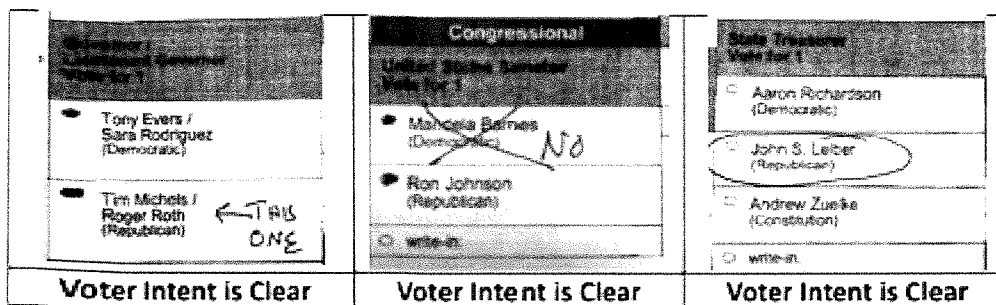 Governor /
Lieutenant Governor
Vote for 1
Tony Evers /
Sara Rodriguez
(Democratic)
Tim Michels /
Roger Roth
(Republican)
← THIS
ONE
Voter Intent is Clear
Congressional
United States Senator
Vote for 1
Mandela Barnes
(Democratic)
NO
Ron Johnson
(Republican)
write-in:
Voter Intent is Clear
State Treasurer
Vote for 1
Aaron Richardson
(Democratic)
John S. Leiber
(Republican)
Andrew Zuelke
(Constitution)
write-in:
Voter Intent is Clear